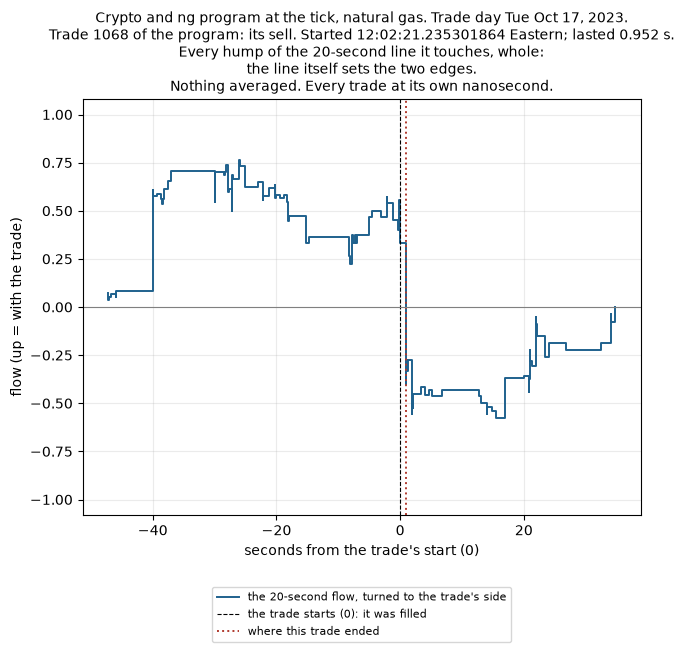 Crypto and ng program at the tick, natural gas. Trade day Tue Oct 17, 2023.
Trade 1068 of the program: its sell. Started 12:02:21.235301864 Eastern; lasted 0.952 s.
Every hump of the 20-second line it touches, whole:
the line itself sets the two edges.
Nothing averaged. Every trade at its own nanosecond.
1.00
0.75
0.50
0.25
0.00
−0.25
−0.50
−0.75
−1.00
flow (up = with the trade)
−40
−20
0
20
seconds from the trade's start (0)
the 20-second flow, turned to the trade's side
the trade starts (0): it was filled
where this trade ended